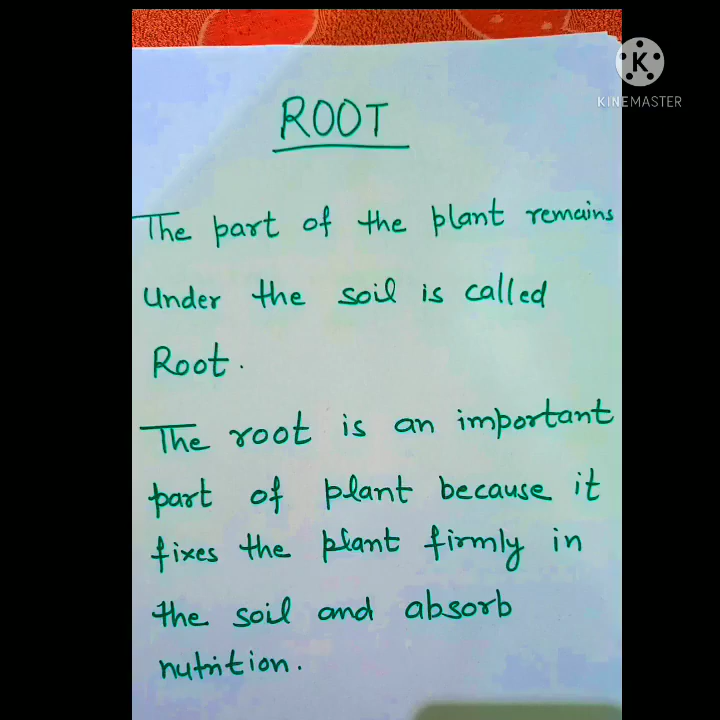 K
KINEMASTER
ROOT
The part of the plant remains
under the soil is called
Root.
The root is an important
part of plant because it
fixes the plant firmly in
the soil and absorb
nutrition.